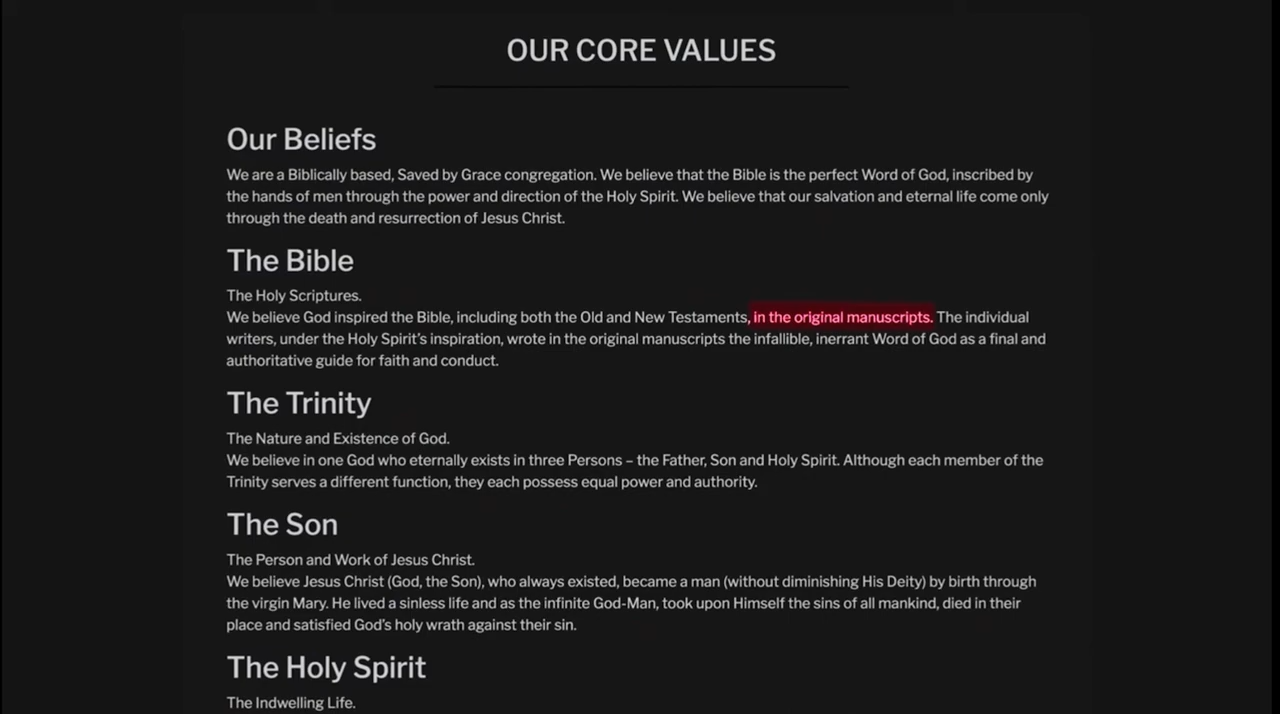 OUR CORE VALUES
Our Beliefs
We are a Biblically based, Saved by Grace congregation. We believe that the Bible is the perfect Word of God, inscribed by
the hands of men through the power and direction of the Holy Spirit. We believe that our salvation and eternal life come only
through the death and resurrection of Jesus Christ.
The Bible
The Holy Scriptures.
We believe God inspired the Bible, including both the Old and New Testaments, in the original manuscripts. The individual
writers, under the Holy Spirit's inspiration, wrote in the original manuscripts the infallible, inerrant Word of God as a final and
authoritative guide for faith and conduct.
The Trinity
The Nature and Existence of God.
We believe in one God who eternally exists in three Persons – the Father, Son and Holy Spirit. Although each member of the
Trinity serves a different function, they each possess equal power and authority.
The Son
The Person and Work of Jesus Christ.
We believe Jesus Christ (God, the Son), who always existed, became a man (without diminishing His Deity) by birth through
the virgin Mary. He lived a sinless life and as the infinite God-Man, took upon Himself the sins of all mankind, died in their
place and satisfied God's holy wrath against their sin.
The Holy Spirit
The Indwelling Life.